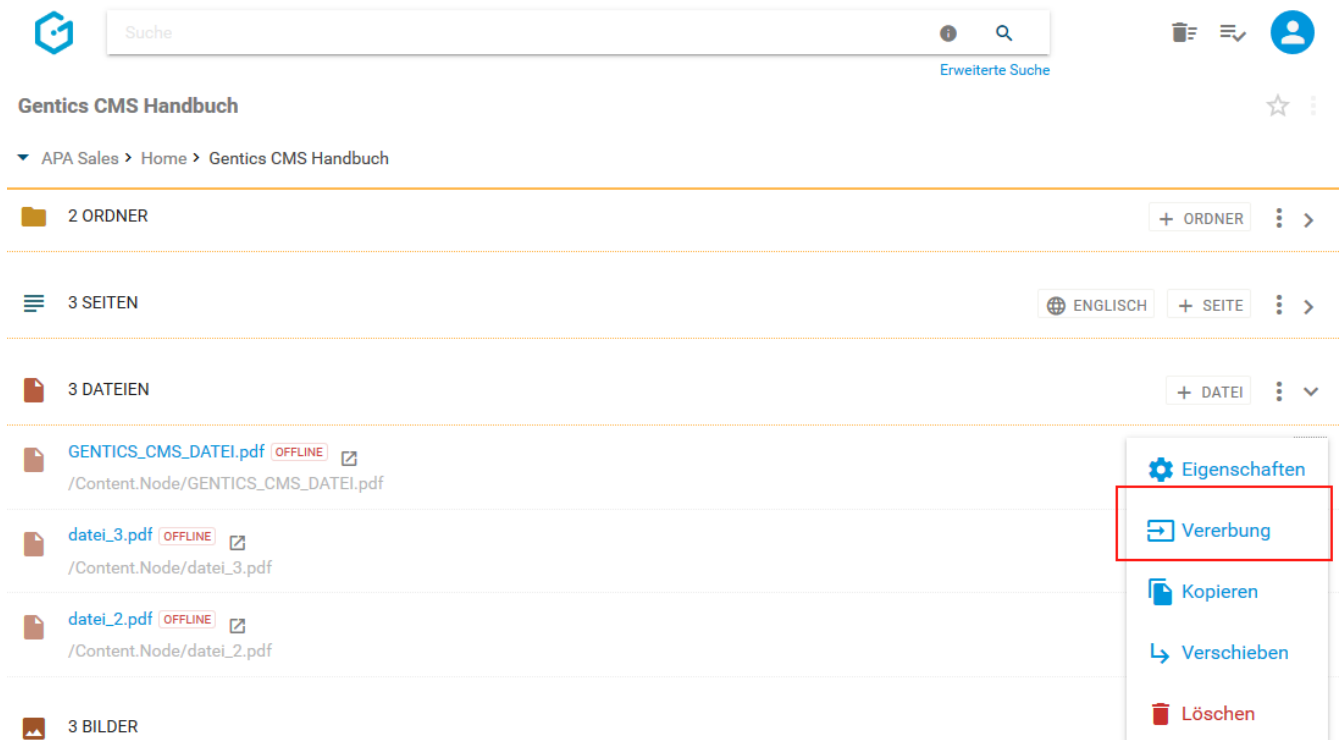 Suche
Erweiterte Suche
Gentics CMS Handbuch
APA Sales > Home > Gentics CMS Handbuch
2 ORDNER + ORDNER
3 SEITEN ENGLISCH + SEITE
3 DATEIEN + DATEI
GENTICS_CMS_DATEI.pdf OFFLINE
/Content.Node/GENTICS_CMS_DATEI.pdf
datei_3.pdf OFFLINE
/Content.Node/datei_3.pdf
datei_2.pdf OFFLINE
/Content.Node/datei_2.pdf
3 BILDER
Eigenschaften
Vererbung
Kopieren
Verschieben
Löschen